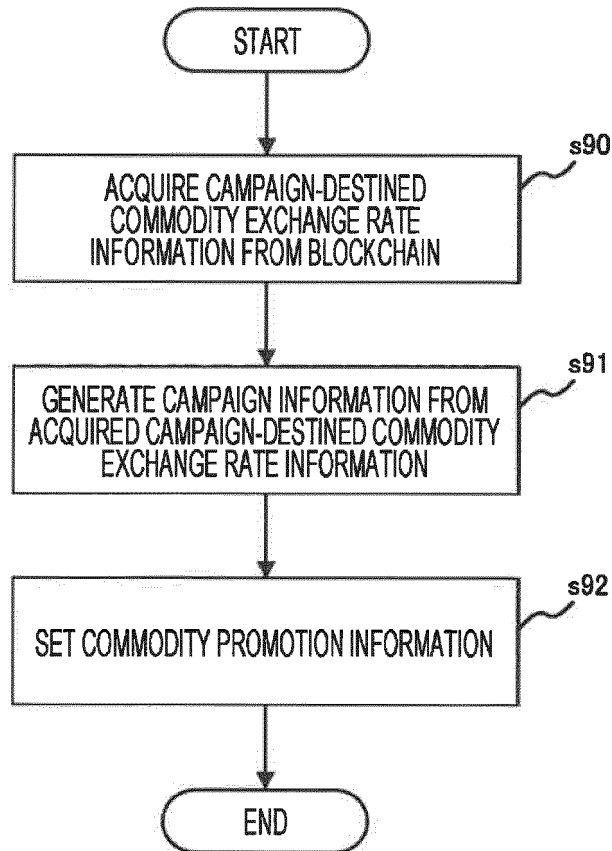 START
s90
ACQUIRE CAMPAIGN-DESTINED
COMMODITY EXCHANGE RATE
INFORMATION FROM BLOCKCHAIN
s91
GENERATE CAMPAIGN INFORMATION FROM
ACQUIRED CAMPAIGN-DESTINED COMMODITY
EXCHANGE RATE INFORMATION
s92
SET COMMODITY PROMOTION INFORMATION
END